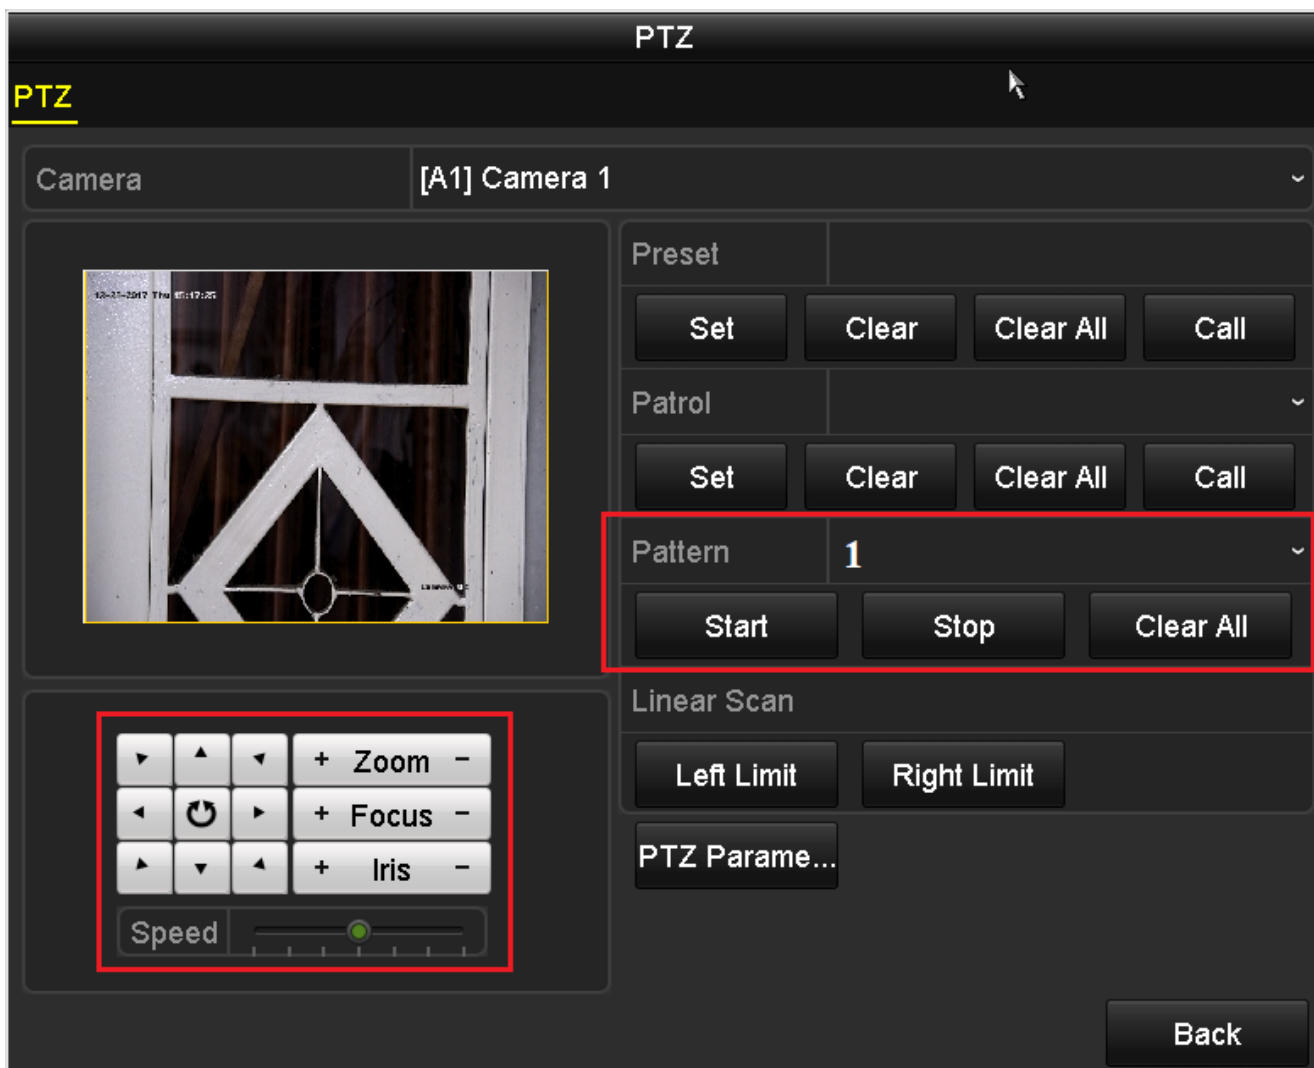 PTZ
PTZ
Camera
[A1] Camera 1
Preset
Set Clear Clear All Call
Patrol
Set Clear Clear All Call
Pattern 1
Start Stop Clear All
Linear Scan
Left Limit Right Limit
PTZ Parame...
+ Zoom -
+ Focus -
+ Iris -
Speed
Back